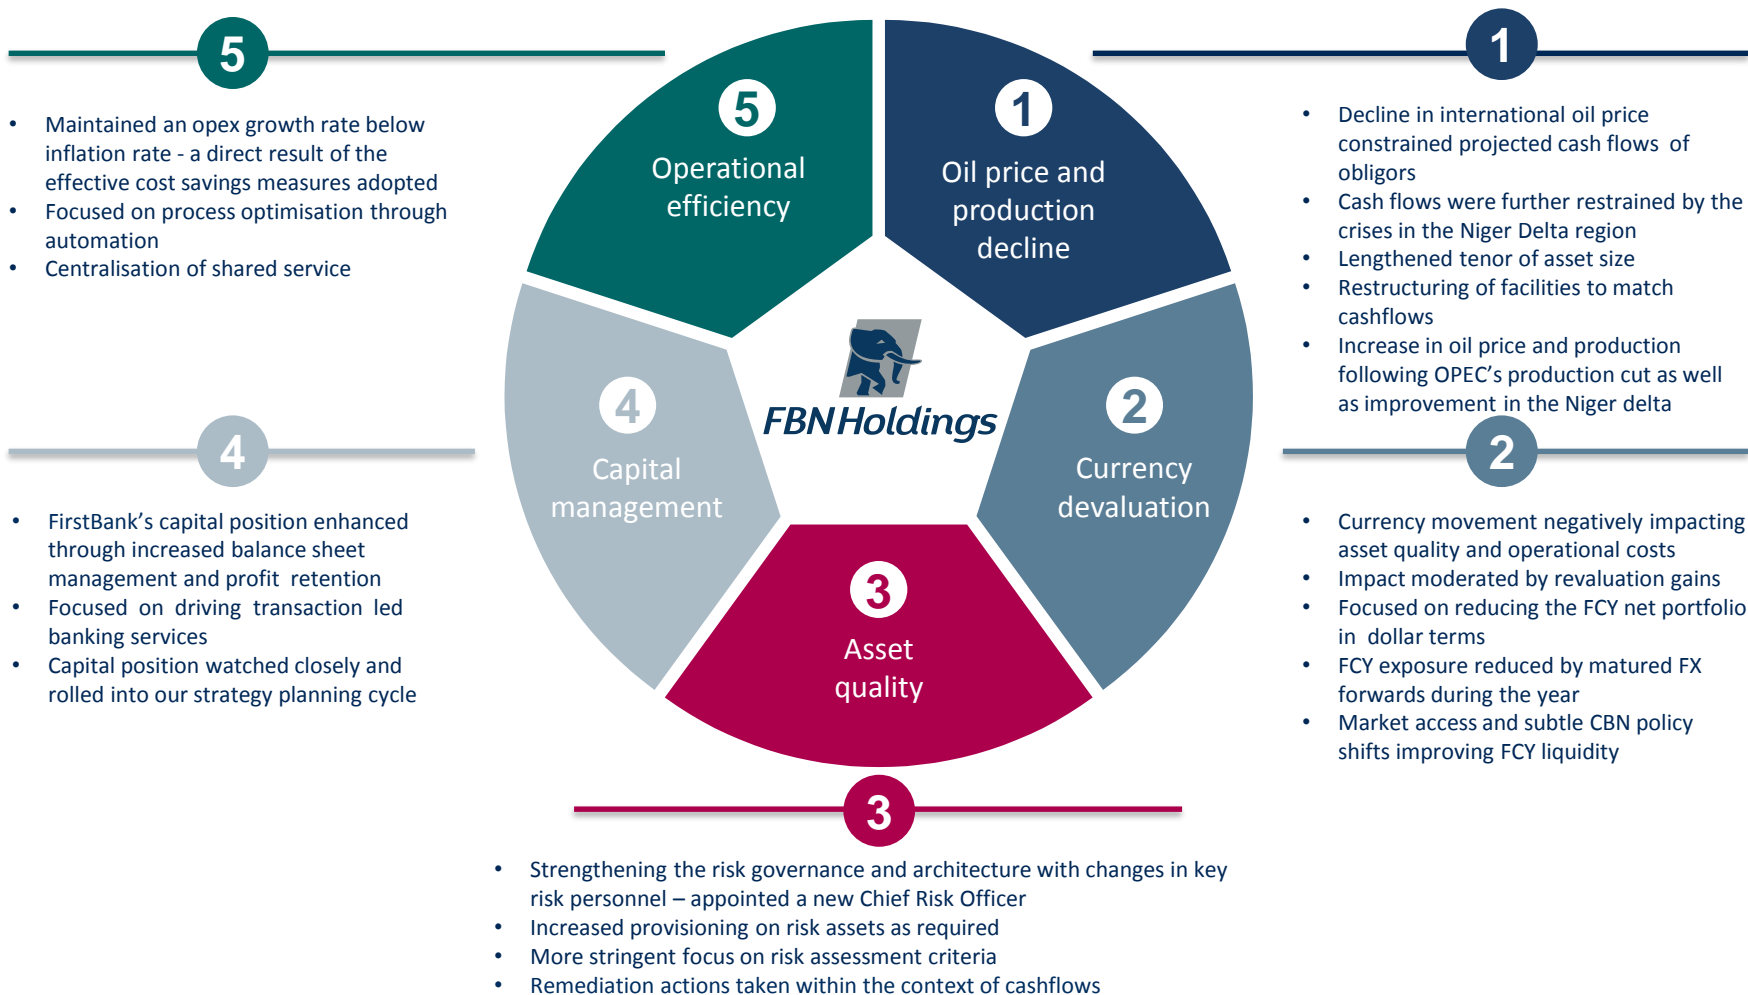 5
• Maintained an opex growth rate below
inflation rate - a direct result of the
effective cost savings measures adopted
• Focused on process optimisation through
automation
• Centralisation of shared service
4
• FirstBank’s capital position enhanced
through increased balance sheet
management and profit retention
• Focused on driving transaction led
banking services
• Capital position watched closely and
rolled into our strategy planning cycle
5
Operational
efficiency
1
Oil price and
production
decline
4
Capital
management
FBNHoldings
2
Currency
devaluation
3
Asset
quality
1
• Decline in international oil price
constrained projected cash flows of
obligors
• Cash flows were further restrained by the
crises in the Niger Delta region
• Lengthened tenor of asset size
• Restructuring of facilities to match
cashflows
• Increase in oil price and production
following OPEC’s production cut as well
as improvement in the Niger delta
2
• Currency movement negatively impacting
asset quality and operational costs
• Impact moderated by revaluation gains
• Focused on reducing the FCY net portfolio
in dollar terms
• FCY exposure reduced by matured FX
forwards during the year
• Market access and subtle CBN policy
shifts improving FCY liquidity
3
• Strengthening the risk governance and architecture with changes in key
risk personnel – appointed a new Chief Risk Officer
• Increased provisioning on risk assets as required
• More stringent focus on risk assessment criteria
• Remediation actions taken within the context of cashflows